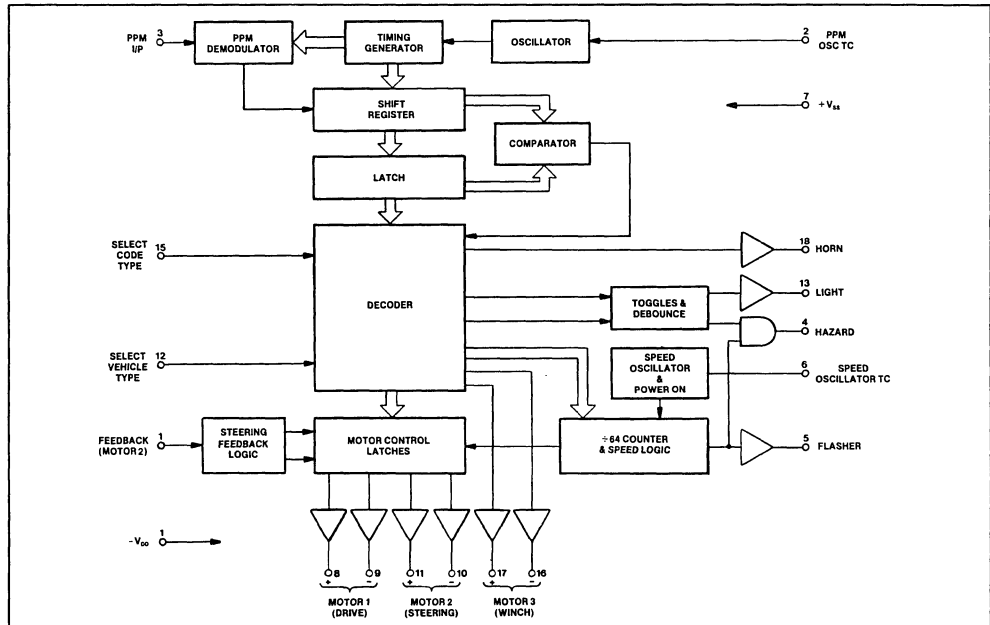 PPM
I/P
3
PPM
DEMODULATOR
TIMING
GENERATOR
OSCILLATOR
2
PPM
OSC TC
SHIFT
REGISTER
7
+VSS
COMPARATOR
LATCH
SELECT
CODE
TYPE
15
DECODER
18
HORN
TOGGLES &
DEBOUNCE
13
LIGHT
4
HAZARD
SELECT
VEHICLE
TYPE
12
SPEED
OSCILLATOR
&
POWER ON
6
SPEED
OSCILLATOR TC
FEEDBACK
(MOTOR 2)
1
STEERING
FEEDBACK
LOGIC
MOTOR CONTROL
LATCHES
÷64 COUNTER
& SPEED LOGIC
5
FLASHER
-VDD
1
8 9 11 10 17 16
+ - + - + -
MOTOR 1
(DRIVE)
MOTOR 2
(STEERING)
MOTOR 3
(WINCH)